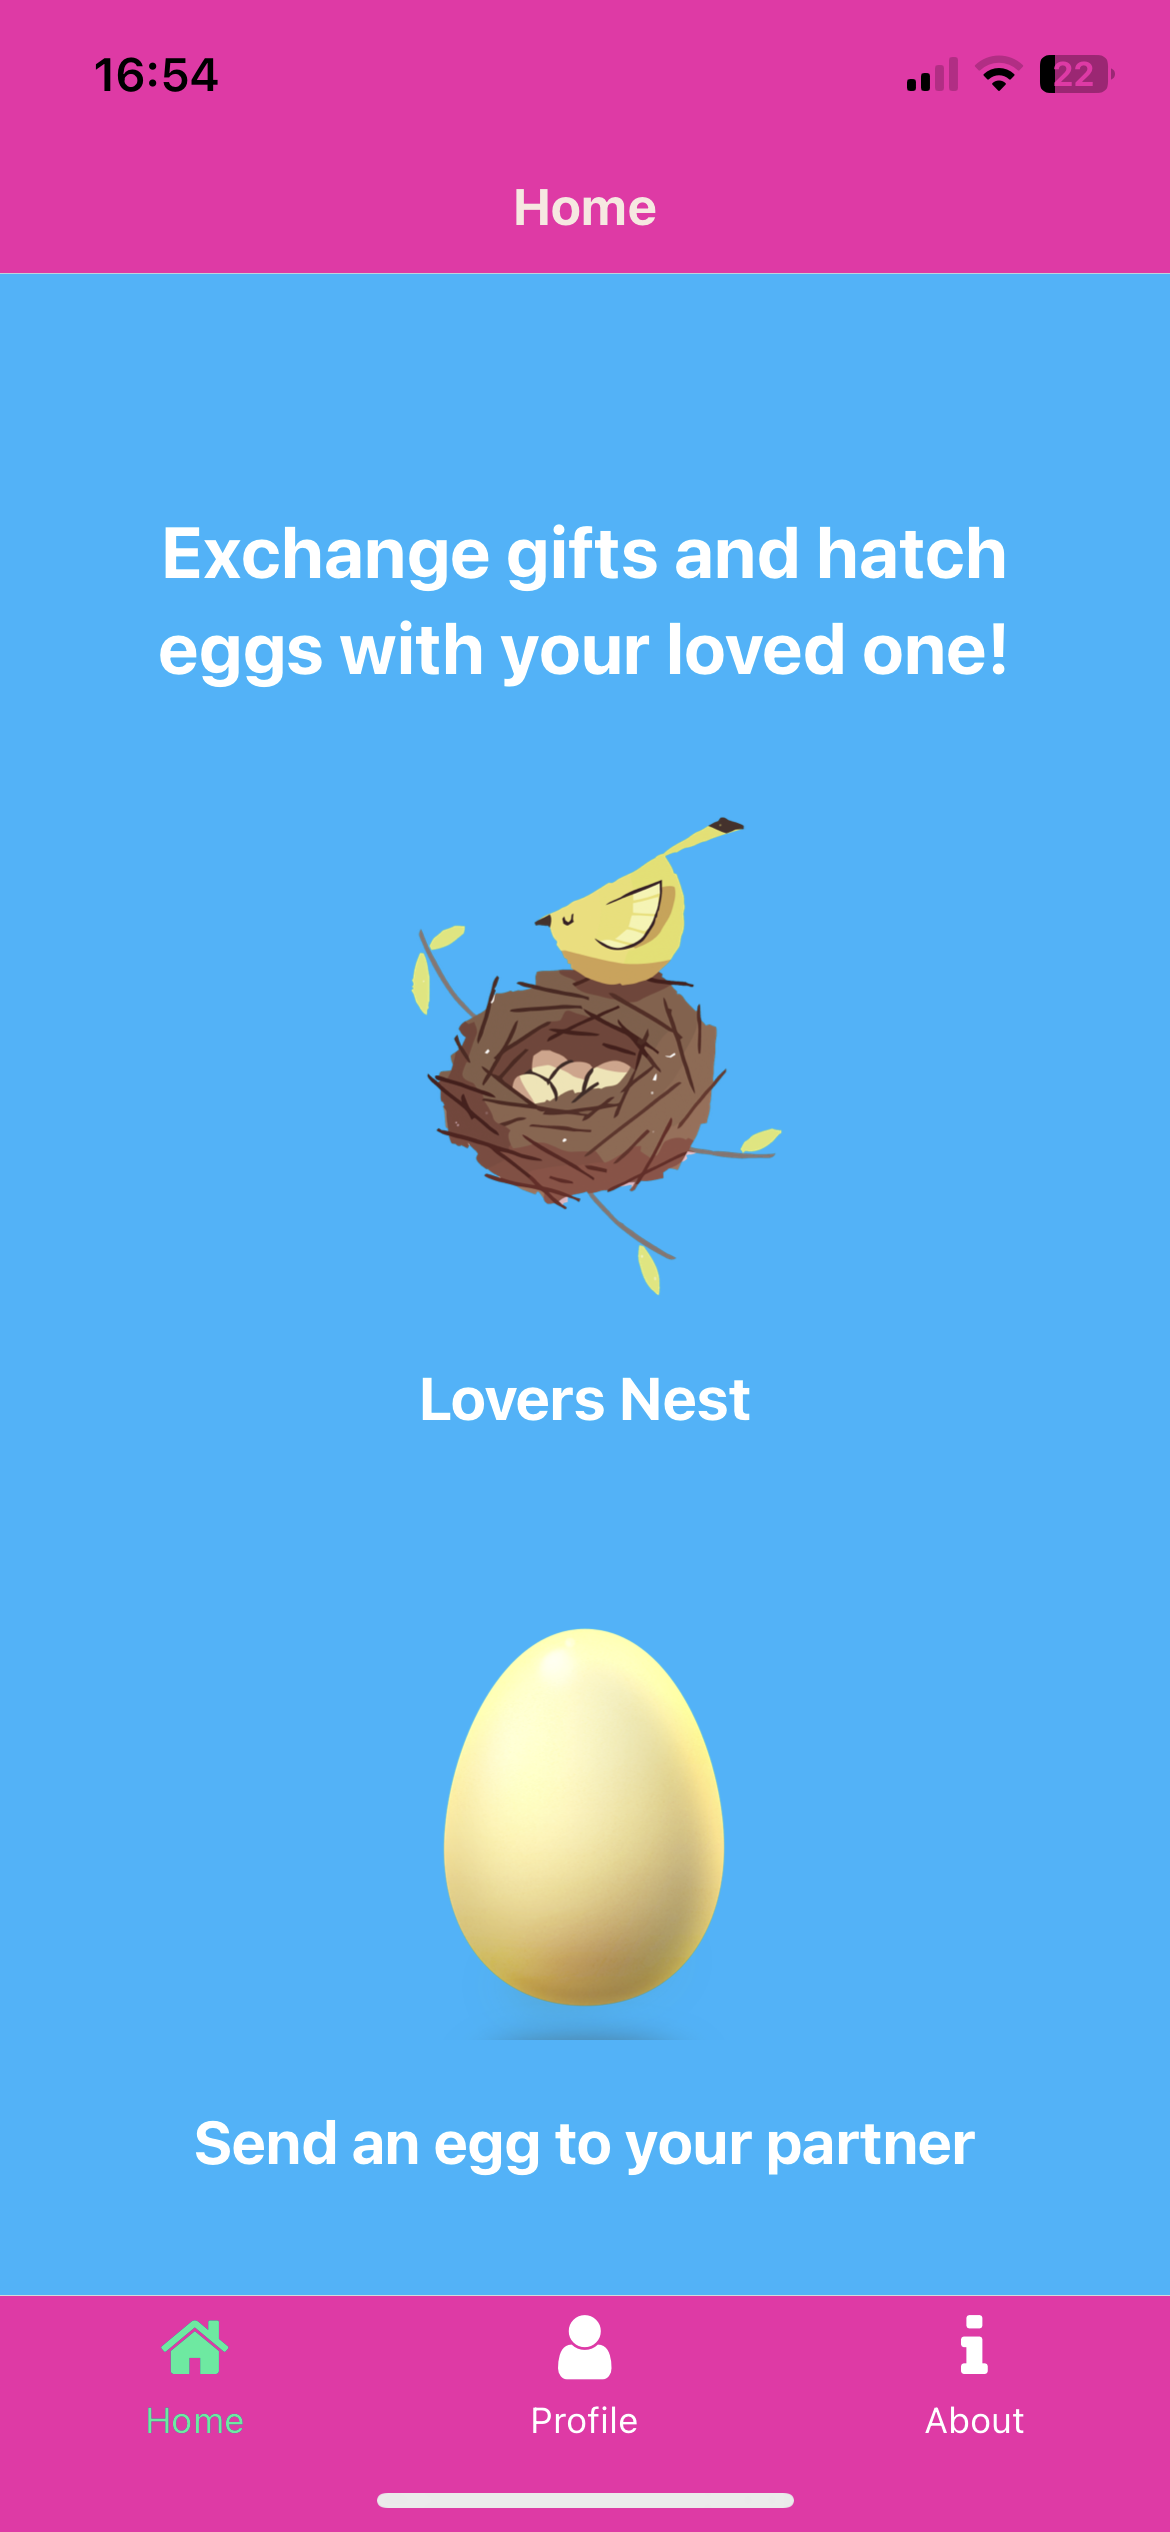 16:54
22
Home
Exchange gifts and hatch
eggs with your loved one!
Lovers Nest
Send an egg to your partner
Home
Profile
About